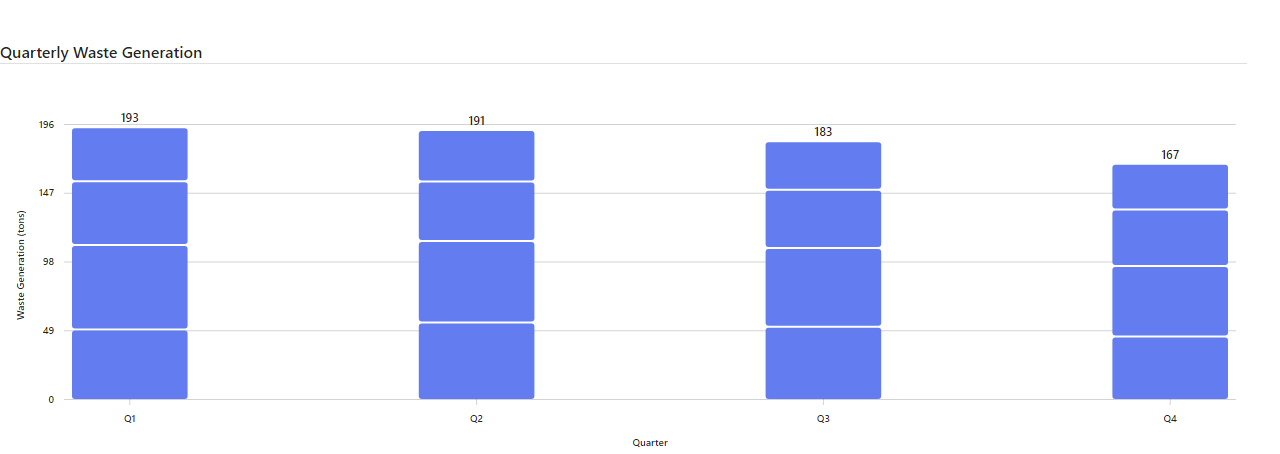 Quarterly Waste Generation
193
191
183
167
196
147
98
49
0
Waste Generation (tons)
Q1
Q2
Q3
Q4
Quarter